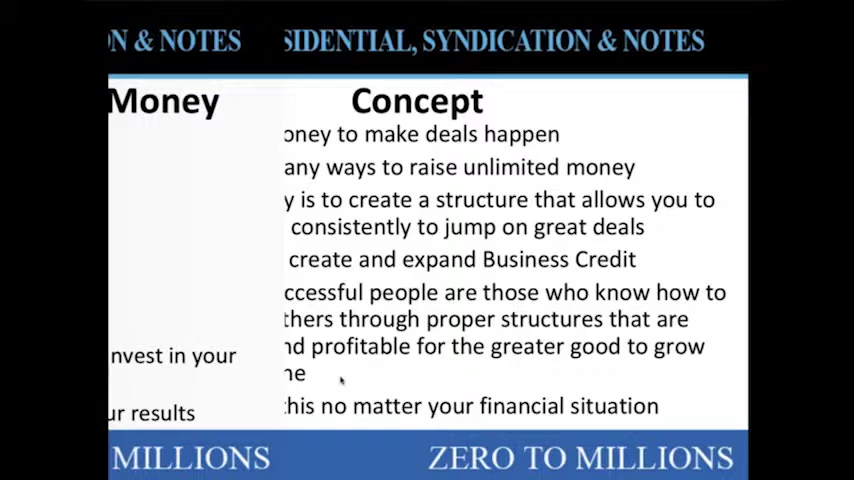 N & NOTES
SIDENTIAL, SYNDICATION & NOTES
Money
Concept
oney to make deals happen
any ways to raise unlimited money
y is to create a structure that allows you to
consistently to jump on great deals
create and expand Business Credit
ccessful people are those who know how to
thers through proper structures that are
nd profitable for the greater good to grow
ne
this no matter your financial situation
nvest in your
ur results
MILLIONS
ZERO TO MILLIONS